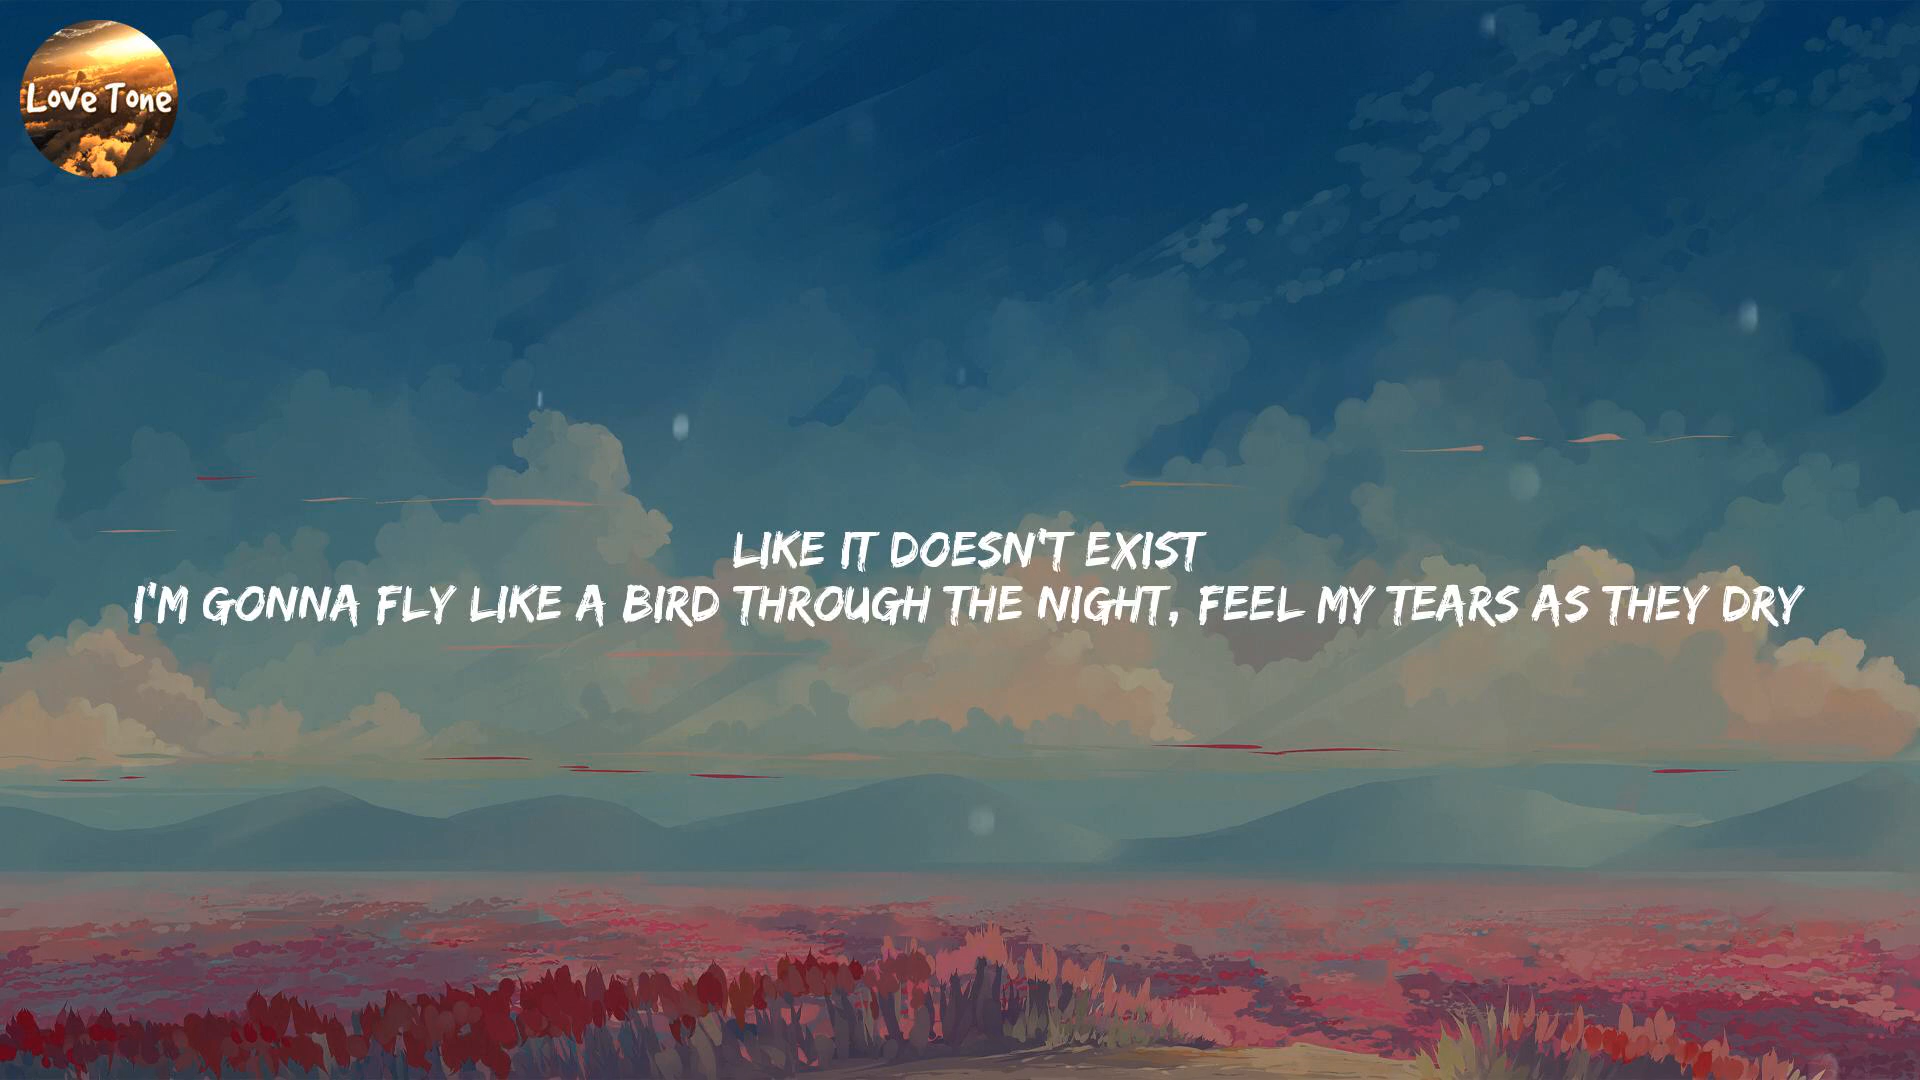 Love Tone
LIKE IT DOESN'T EXIST
I'M GONNA FLY LIKE A BIRD THROUGH THE NIGHT, FEEL MY TEARS AS THEY DRY